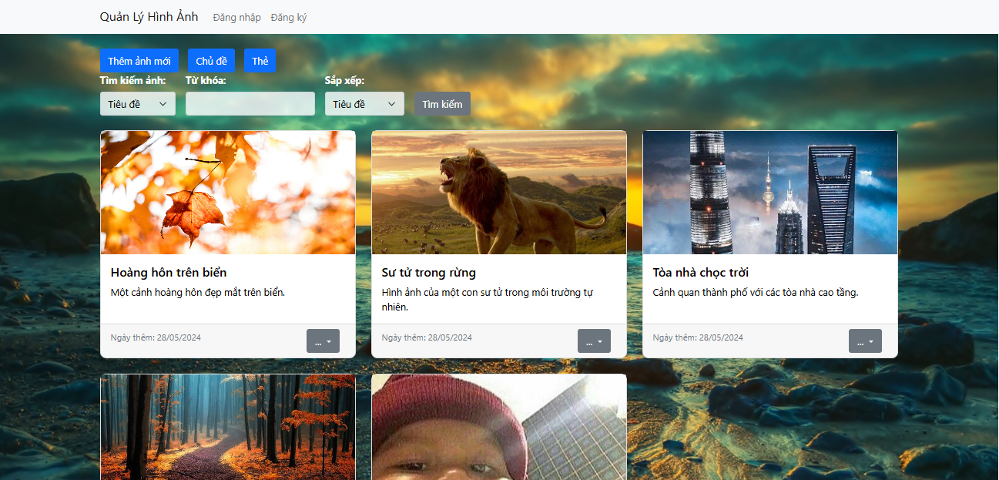 Quản Lý Hình Ảnh Đăng nhập Đăng ký
Thêm ảnh mới Chủ đề Thẻ
Tìm kiếm ảnh: Từ khóa: Sắp xếp:
Tiêu đề Tiêu đề Tìm kiếm
Hoàng hôn trên biển
Một cảnh hoàng hôn đẹp mắt trên biển.
Ngày thêm: 28/05/2024 ...
Sư tử trong rừng
Hình ảnh của một con sư tử trong môi trường tự
nhiên.
Ngày thêm: 28/05/2024 ...
Tòa nhà chọc trời
Cảnh quan thành phố với các tòa nhà cao tầng.
Ngày thêm: 28/05/2024 ...